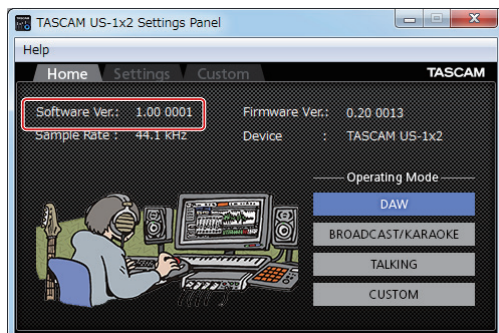 TASCAM US-1x2 Settings Panel
Help
Home Settings Custom TASCAM
Software Ver.: 1.00 0001 Firmware Ver.: 0.20 0013
Sample Rate : 44.1 kHz Device : TASCAM US-1x2
Operating Mode
DAW
BROADCAST/KARAOKE
TALKING
CUSTOM